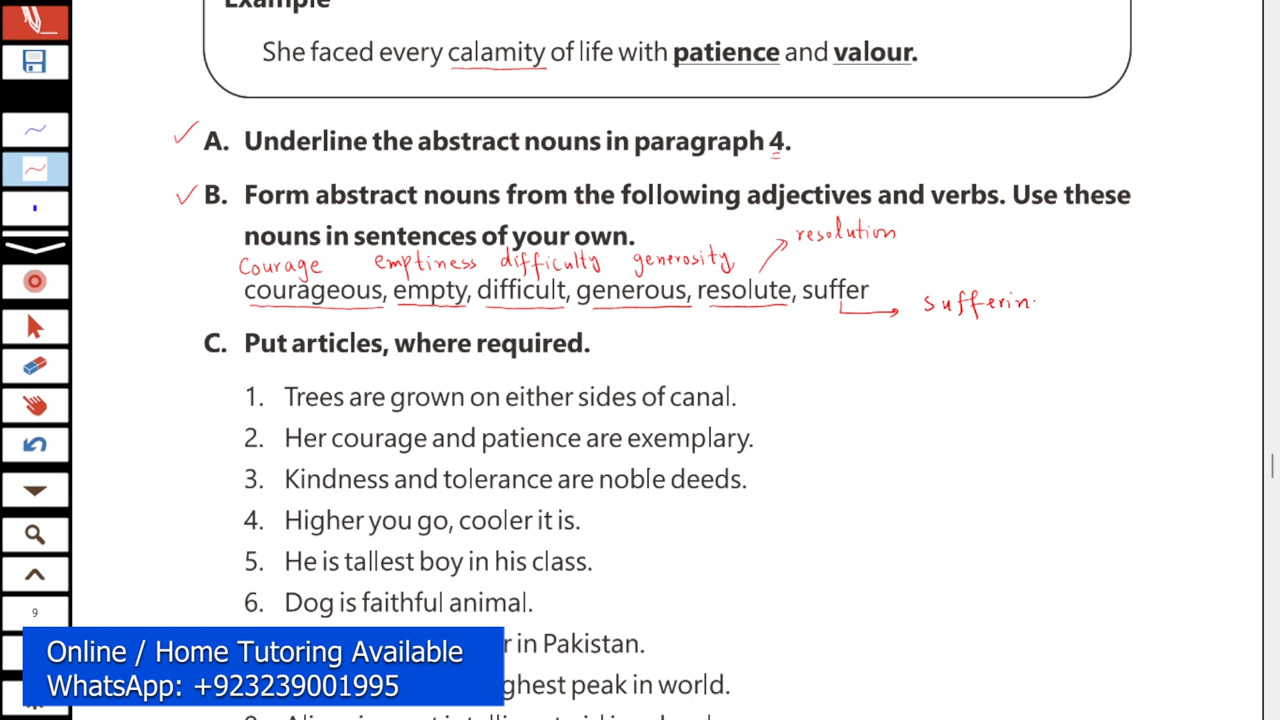 Example
She faced every calamity of life with patience and valour.
A. Underline the abstract nouns in paragraph 4.
B. Form abstract nouns from the following adjectives and verbs. Use these
nouns in sentences of your own.
resolution
Courage emptiness difficulty generosity
courageous, empty, difficult, generous, resolute, suffer
sufferin
C. Put articles, where required.
1. Trees are grown on either sides of canal.
2. Her courage and patience are exemplary.
3. Kindness and tolerance are noble deeds.
4. Higher you go, cooler it is.
5. He is tallest boy in his class.
6. Dog is faithful animal.
r in Pakistan.
ghest peak in world.
9
Online / Home Tutoring Available
WhatsApp: +923239001995